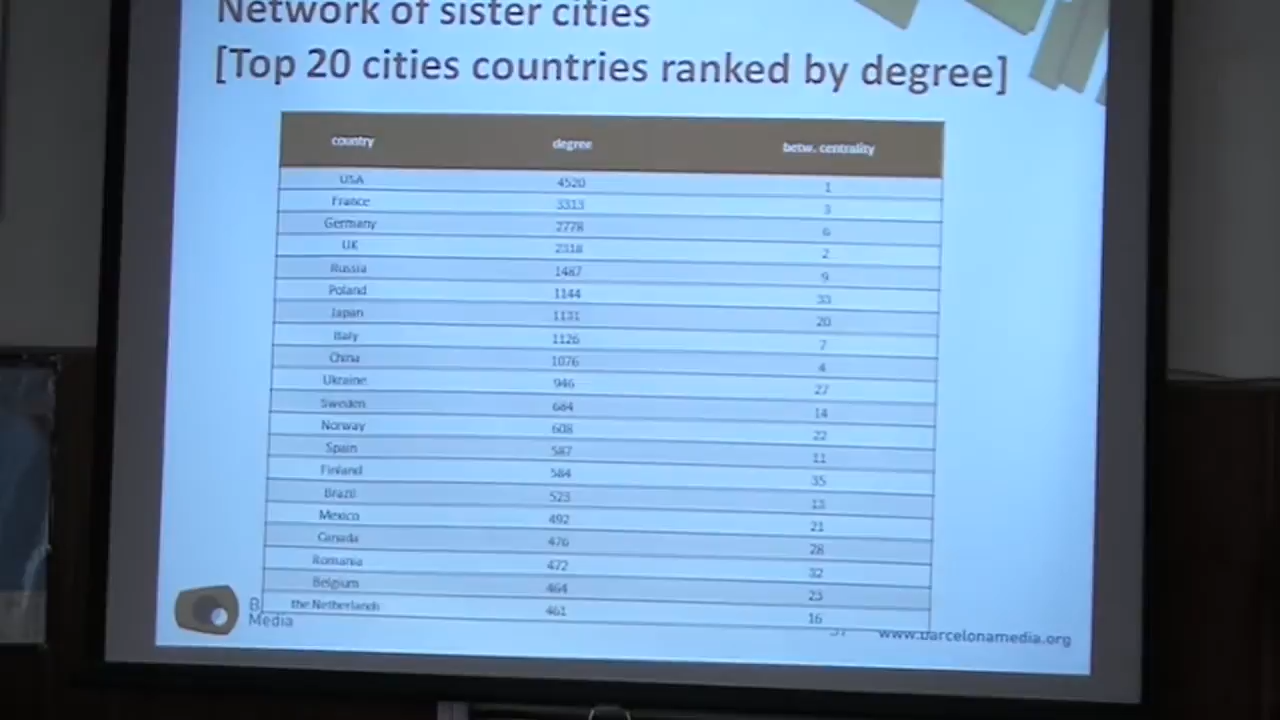 Network of sister cities
[Top 20 cities countries ranked by degree]
country degree betw. centrality
USA 4520 1
France 3313 3
Germany 2778 6
UK 2318 2
Russia 1487 9
Poland 1144 33
Japan 1131 20
Italy 1126 7
China 1076 4
Ukraine 946 27
Sweden 684 14
Norway 608 22
Spain 587 11
Finland 584 35
Brazil 523 13
Mexico 492 21
Canada 476 28
Romania 472 32
Belgium 464 23
the Netherlands 461 16
Media
www.barcelonamedia.org